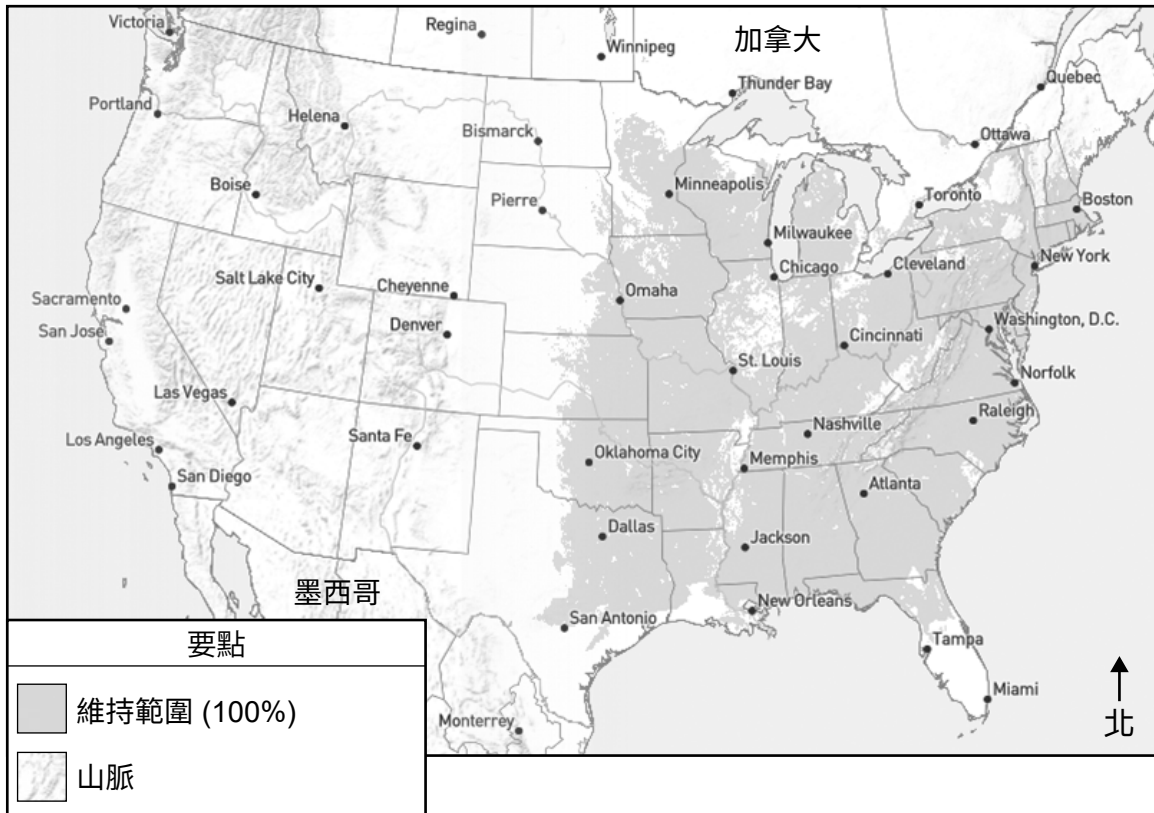 加拿大
Victoria
Regina
Winnipeg
Thunder Bay
Quebec
Portland
Helena
Bismarck
Ottawa
Boise
Pierre
Minneapolis
Toronto
Boston
Milwaukee
Salt Lake City
Cheyenne
Omaha
Chicago
Cleveland
New York
Sacramento
Denver
San Jose
Cincinnati
Washington, D.C.
St. Louis
Las Vegas
Norfolk
Los Angeles
Santa Fe
Nashville
Raleigh
San Diego
Oklahoma City
Memphis
Atlanta
Dallas
Jackson
墨西哥
San Antonio
New Orleans
Tampa
Miami
Monterrey
北
要點
維持範圍 (100%)
山脈